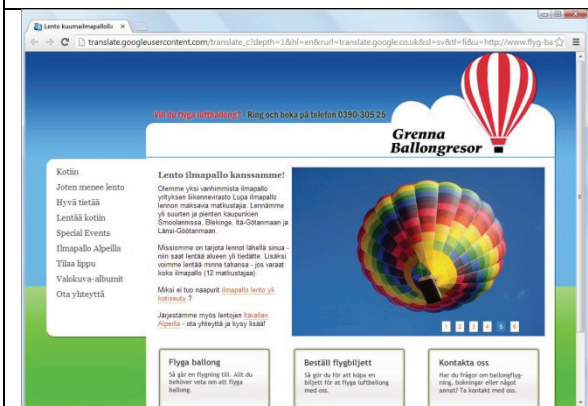 Lento kuumailmapallolla
translate.googleusercontent.com/translate_c?depth=1&hl=en&rurl=translate.google.co.uk&sl=sv&tl=fi&u=http://www.flyg-ba
Vill du flyga luftballong? - Ring och boka på telefon 0390-305 25
Grenna
Ballongresor
Kotiin
Joten menee lento
Hyvä tietää
Lentää kotiin
Special Events
Ilmapallo Alpeilla
Tilaa lippu
Valokuva-albumit
Ota yhteyttä
Lento ilmapallo kanssamme!
Olemme yksi vanhimmista ilmapallo
yrityksen liikennevirasto Lupa ilmapallo
lennon maksavia matkustajia. Lennämme
yli suurten ja pienten kaupunkien
Smoolannissa, Blekinge, Itä-Götanmaan ja
Länsi-Göötanmaan.
Missiomme on tarjota lennot lähellä sinua -
niin saat lentää alueen yli tiedätte. Lisäksi
voimme lentää minne tahansa - jos varaat
koko ilmapallo (12 matkustajaa).
Miksi ei tuo naapurit ilmapallo lento yli
kotiseutu ?
Järjestämme myös lentojen Itävallan
Alpeilla - ota yhteyttä ja kysy lisää!
1 2 3 4 5 6
Flyga ballong
Så går en flygning till. Allt du
behöver veta om att flyga
ballong.
Beställ flygbiljett
Så gör du för att köpa en
biljett för at flyga luftballong
med oss.
Kontakta oss
Har du frågor om ballongflyg-
ning, bokningar eller något
annat? Ta kontakt med oss.